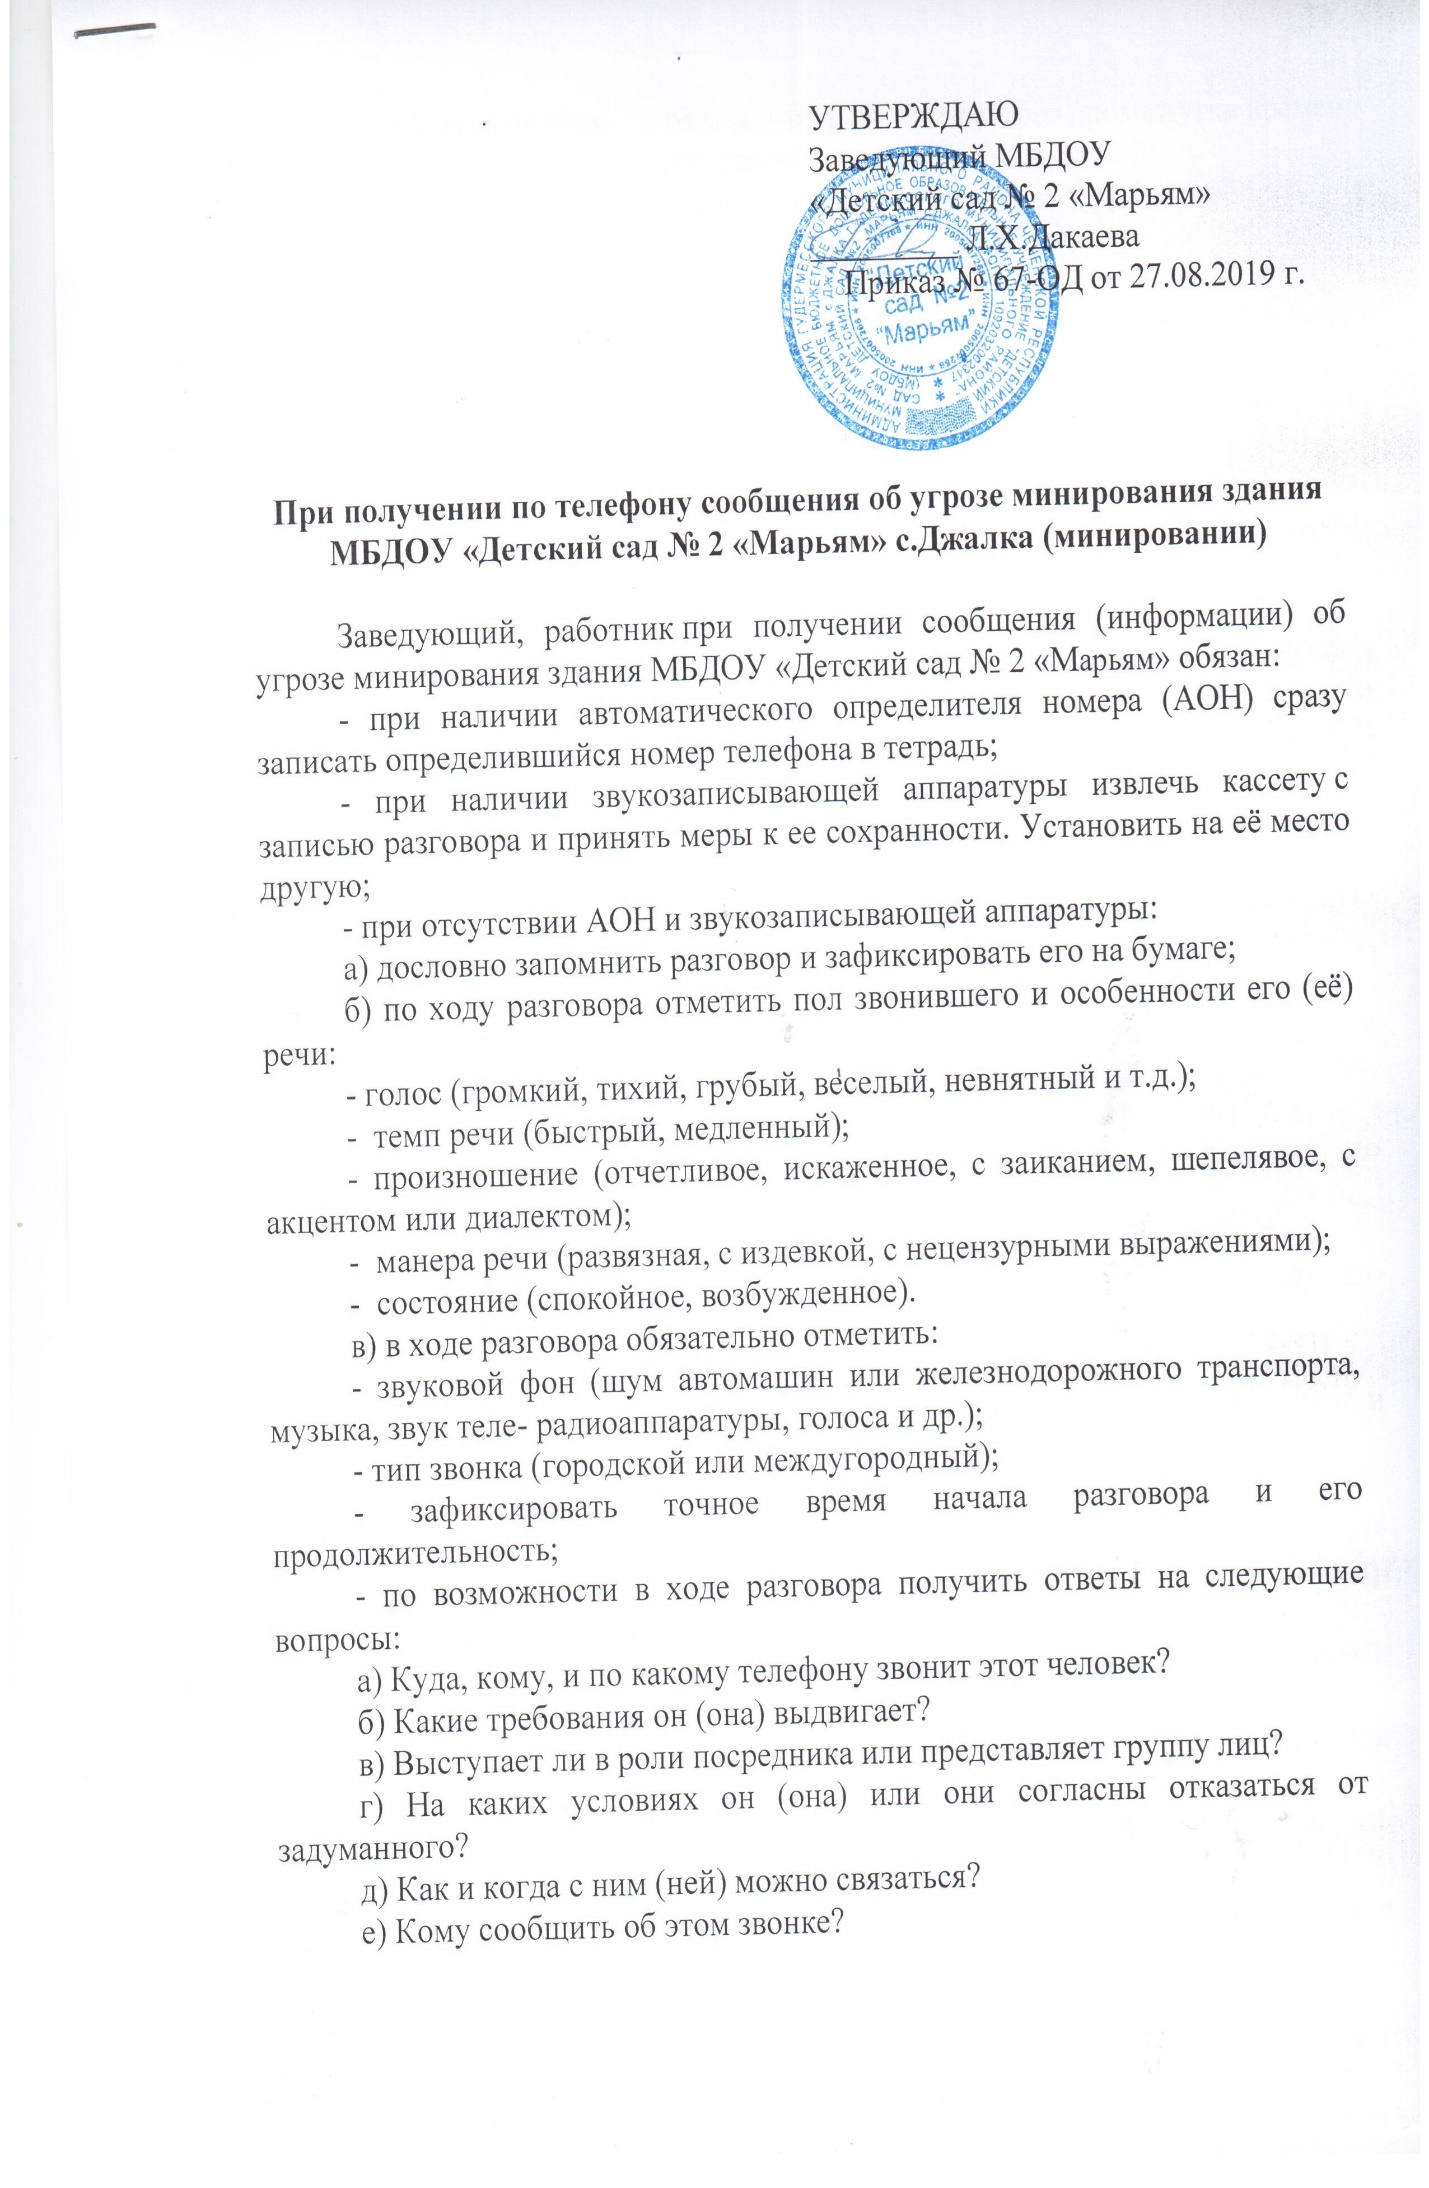 УТВЕРЖДАЮ
Заведующий МБДОУ
«Детский сад № 2 «Марьям»
Л.Х.Дакаева
Приказ № 67-ОД от 27.08.2019 г.
"Детский
сад №2
"Марьям"
При получении по телефону сообщения об угрозе минирования здания
МБДОУ «Детский сад № 2 «Марьям» с.Джалка (минировании)
Заведующий, работник при получении сообщения (информации) об
угрозе минирования здания МБДОУ «Детский сад № 2 «Марьям» обязан:
- при наличии автоматического определителя номера (АОН) сразу
записать определившийся номер телефона в тетрадь;
- при наличии звукозаписывающей аппаратуры извлечь кассету с
записью разговора и принять меры к ее сохранности. Установить на её место
другую;
- при отсутствии АОН и звукозаписывающей аппаратуры:
а) дословно запомнить разговор и зафиксировать его на бумаге;
б) по ходу разговора отметить пол звонившего и особенности его (её)
речи:
- голос (громкий, тихий, грубый, веселый, невнятный и т.д.);
- темп речи (быстрый, медленный);
- произношение (отчетливое, искаженное, с заиканием, шепелявое, с
акцентом или диалектом);
- манера речи (развязная, с издевкой, с нецензурными выражениями);
- состояние (спокойное, возбужденное).
в) в ходе разговора обязательно отметить:
- звуковой фон (шум автомашин или железнодорожного транспорта,
музыка, звук теле- радиоаппаратуры, голоса и др.);
- тип звонка (городской или междугородный);
- зафиксировать точное время начала разговора и его
продолжительность;
- по возможности в ходе разговора получить ответы на следующие
вопросы:
а) Куда, кому, и по какому телефону звонит этот человек?
б) Какие требования он (она) выдвигает?
в) Выступает ли в роли посредника или представляет группу лиц?
г) На каких условиях он (она) или они согласны отказаться от
задуманного?
д) Как и когда с ним (ней) можно связаться?
е) Кому сообщить об этом звонке?